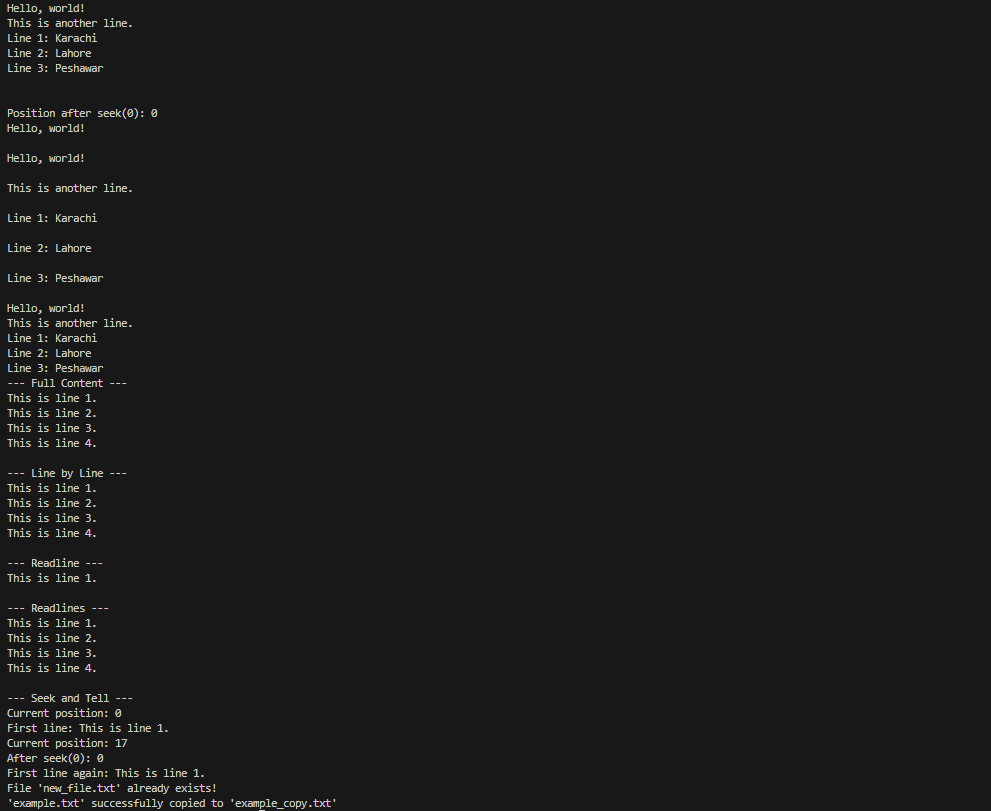 Hello, world!
This is another line.
Line 1: Karachi
Line 2: Lahore
Line 3: Peshawar
Position after seek(0): 0
Hello, world!
Hello, world!
This is another line.
Line 1: Karachi
Line 2: Lahore
Line 3: Peshawar
Hello, world!
This is another line.
Line 1: Karachi
Line 2: Lahore
Line 3: Peshawar
--- Full Content ---
This is line 1.
This is line 2.
This is line 3.
This is line 4.
--- Line by Line ---
This is line 1.
This is line 2.
This is line 3.
This is line 4.
--- Readline ---
This is line 1.
--- Readlines ---
This is line 1.
This is line 2.
This is line 3.
This is line 4.
--- Seek and Tell ---
Current position: 0
First line: This is line 1.
Current position: 17
After seek(0): 0
First line again: This is line 1.
File 'new_file.txt' already exists!
'example.txt' successfully copied to 'example_copy.txt'